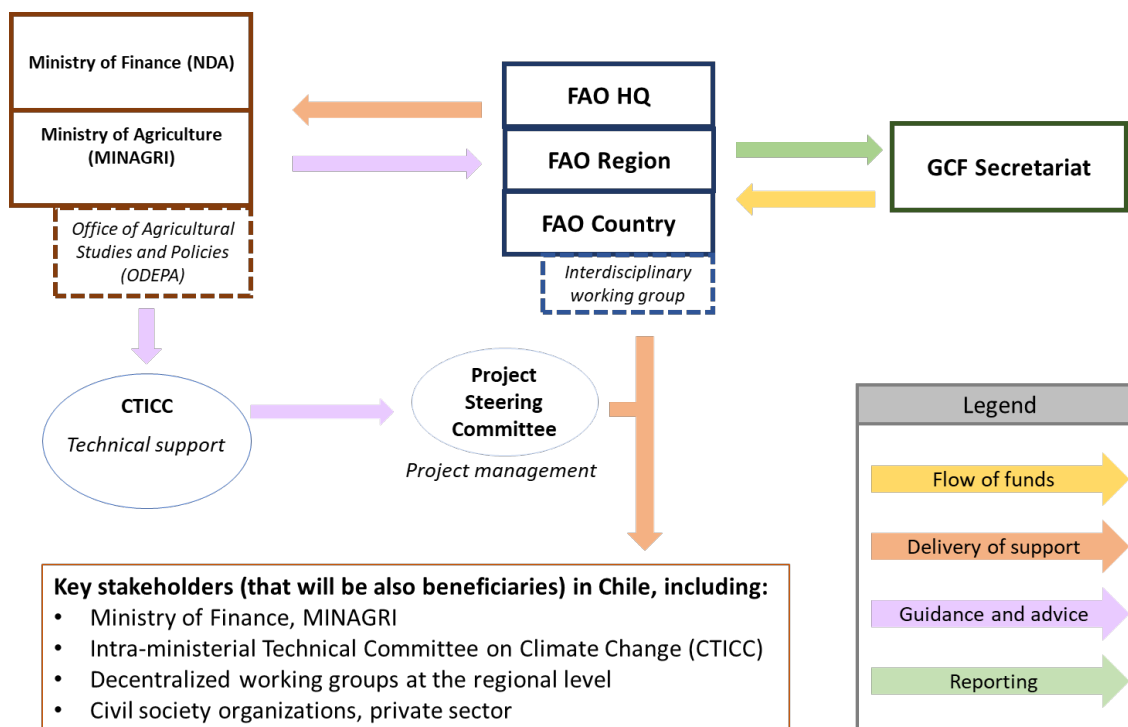 Ministry of Finance (NDA)
Ministry of Agriculture
(MINAGRI)
Office of Agricultural
Studies and Policies
(ODEPA)
FAO HQ
FAO Region
FAO Country
Interdisciplinary
working group
GCF Secretariat
CTICC
Technical support
Project
Steering
Committee
Project management
Key stakeholders (that will be also beneficiaries) in Chile, including:
• Ministry of Finance, MINAGRI
• Intra-ministerial Technical Committee on Climate Change (CTICC)
• Decentralized working groups at the regional level
• Civil society organizations, private sector
Legend
Flow of funds
Delivery of support
Guidance and advice
Reporting